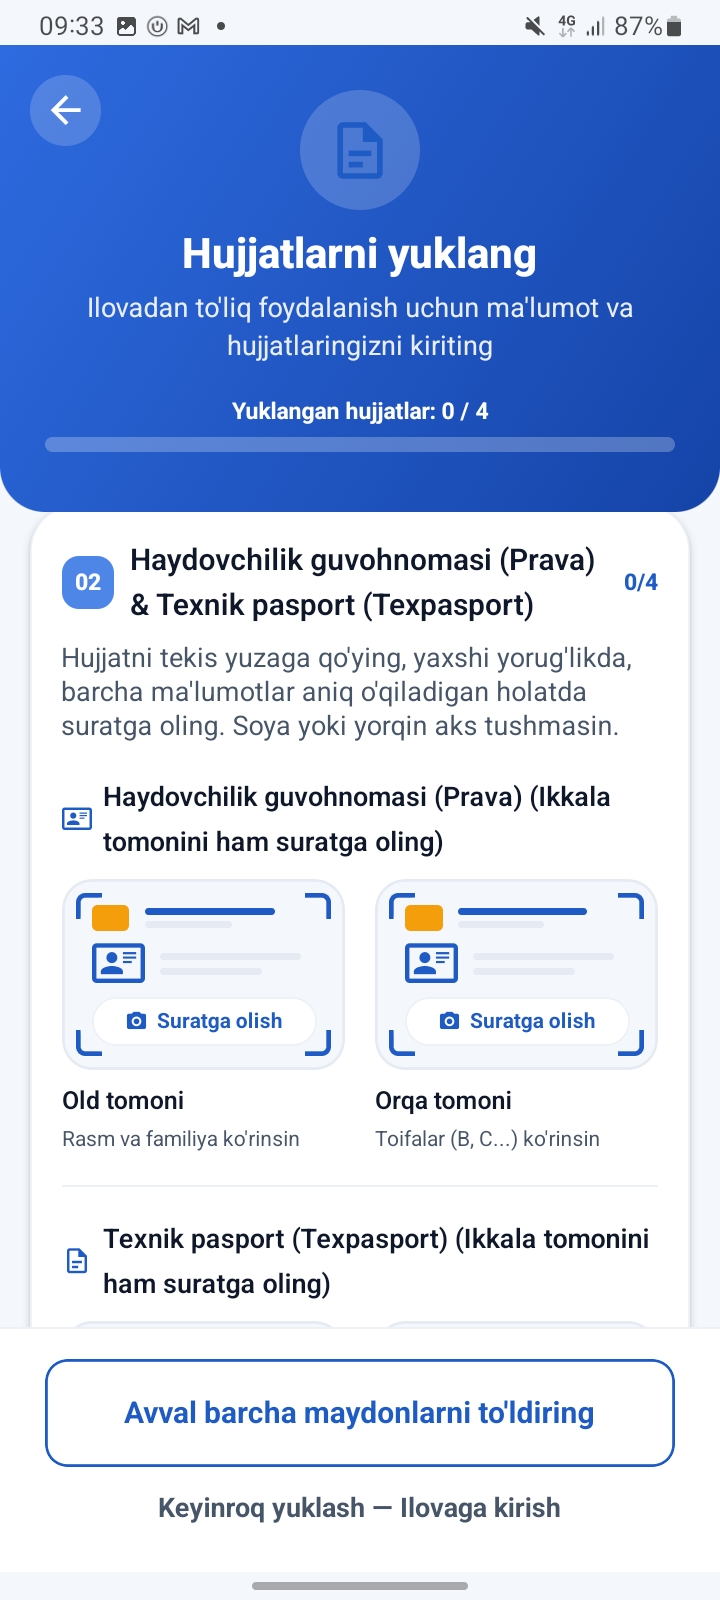 09:33
4G 87%
Hujjatlarni yuklang
Ilovadan to'liq foydalanish uchun ma'lumot va
hujjatlaringizni kiriting
Yuklangan hujjatlar: 0 / 4
02
Haydovchilik guvohnomasi (Prava)
& Texnik pasport (Texpasport)
0/4
Hujjatni tekis yuzaga qo'ying, yaxshi yorug'likda,
barcha ma'lumotlar aniq o'qiladigan holatda
suratga oling. Soya yoki yorqin aks tushmasin.
Haydovchilik guvohnomasi (Prava) (Ikkala
tomonini ham suratga oling)
Suratga olish
Suratga olish
Old tomoni
Orqa tomoni
Rasm va familiya ko'rinsin
Toifalar (B, C...) ko'rinsin
Texnik pasport (Texpasport) (Ikkala tomonini
ham suratga oling)
Avval barcha maydonlarni to'ldiring
Keyinroq yuklash — Ilovaga kirish